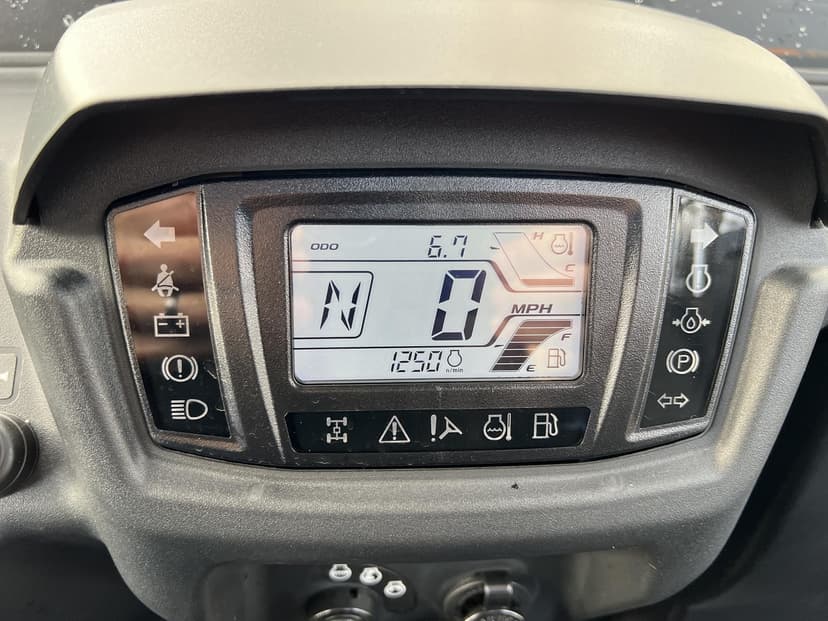 ODO 6.7 H
C
N 0 MPH
F
1250 n/min E
P